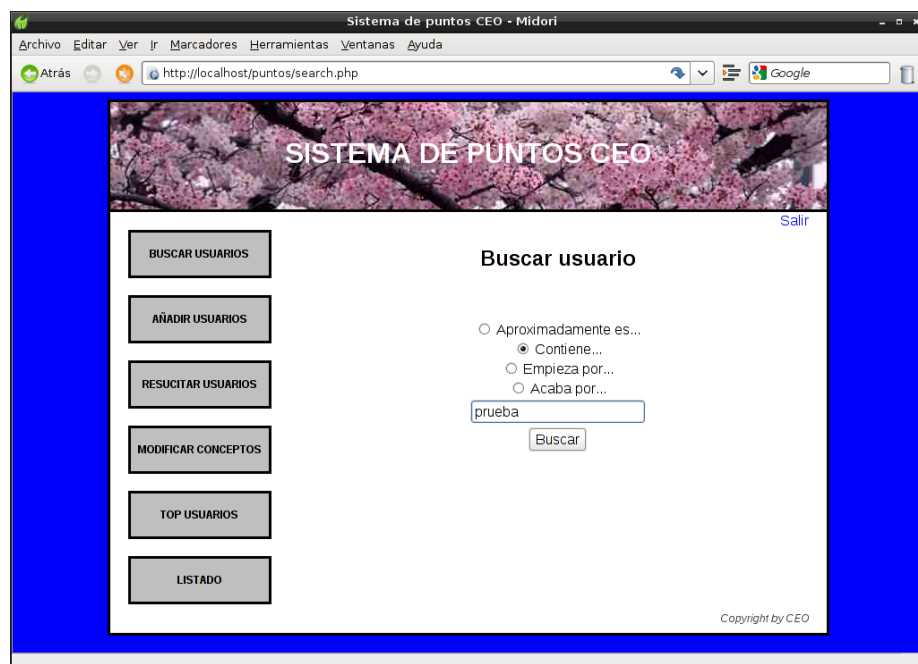 Sistema de puntos CEO - Midori
Archivo Editar Ver Ir Marcadores Herramientas Ventanas Ayuda
Atrás http://localhost/puntos/search.php Google
SISTEMA DE PUNTOS CEO
Salir
BUSCAR USUARIOS
AÑADIR USUARIOS
RESUCITAR USUARIOS
MODIFICAR CONCEPTOS
TOP USUARIOS
LISTADO
Buscar usuario
Aproximadamente es...
Contiene...
Empieza por...
Acaba por...
prueba
Buscar
Copyright by CEO